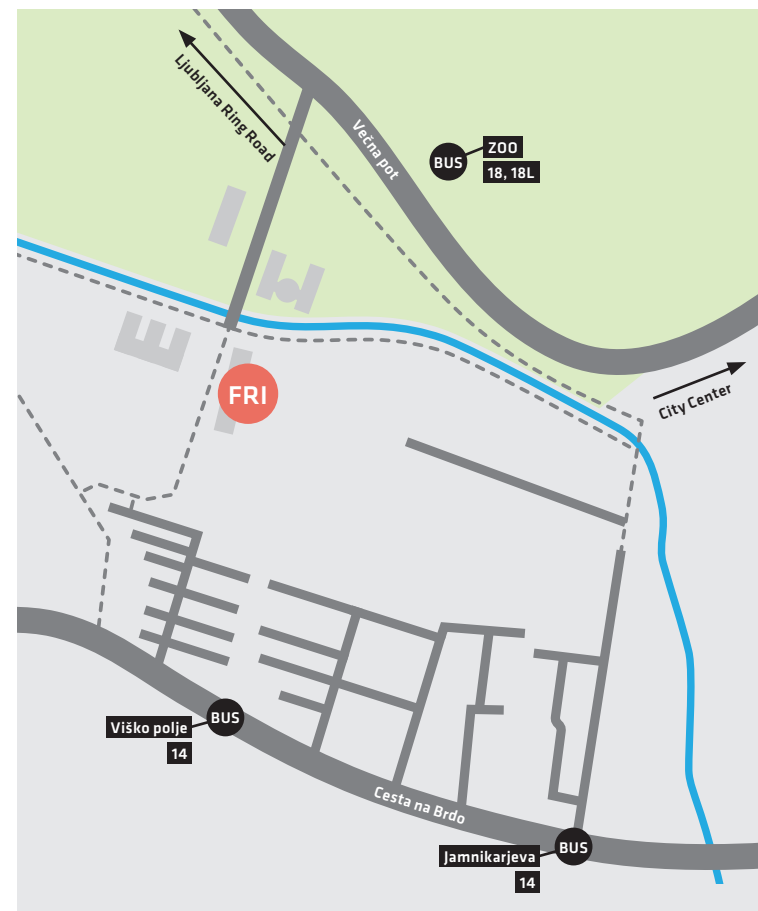 Ljubljana Ring Road
Večna pot
BUS
ZOO
18, 18L
FRI
City Center
BUS
Viško polje
14
Cesta na Brdo
BUS
Jamnikarjeva
14